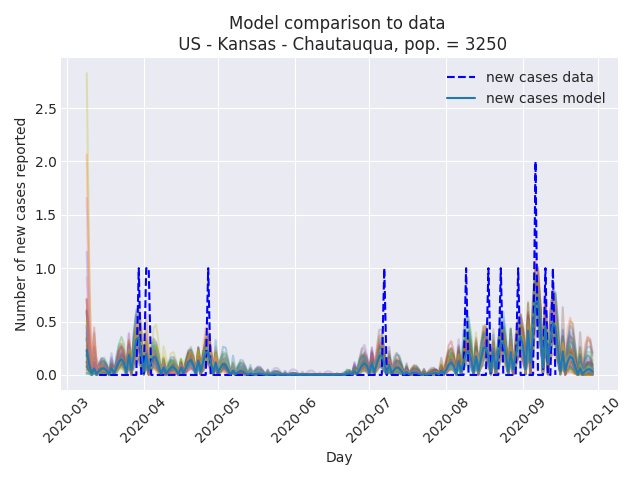 Model comparison to data
US - Kansas - Chautauqua, pop. = 3250
Number of new cases reported
2.5
2.0
1.5
1.0
0.5
0.0
new cases data
new cases model
2020-03
2020-04
2020-05
2020-06
2020-07
2020-08
2020-09
2020-10
Day